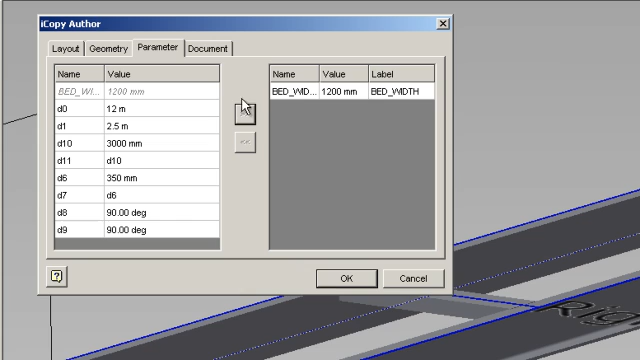 iCopy Author
Layout Geometry Parameter Document
Name Value
BED_WI... 1200 mm
d0 12 m
d1 2.5 m
d10 3000 mm
d11 d10
d6 350 mm
d7 d6
d8 90.00 deg
d9 90.00 deg
<<
Name Value Label
BED_WID... 1200 mm BED_WIDTH
?
OK Cancel
Rig